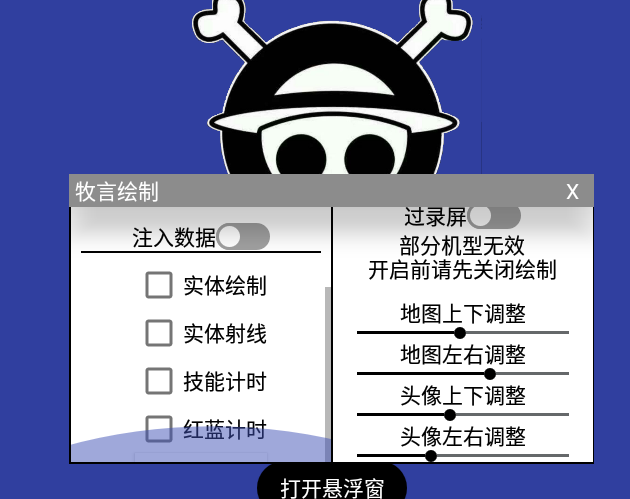 牧言绘制 X
注入数据
实体绘制
实体射线
技能计时
红蓝计时
过录屏
部分机型无效
开启前请先关闭绘制
地图上下调整
地图左右调整
头像上下调整
头像左右调整
打开悬浮窗